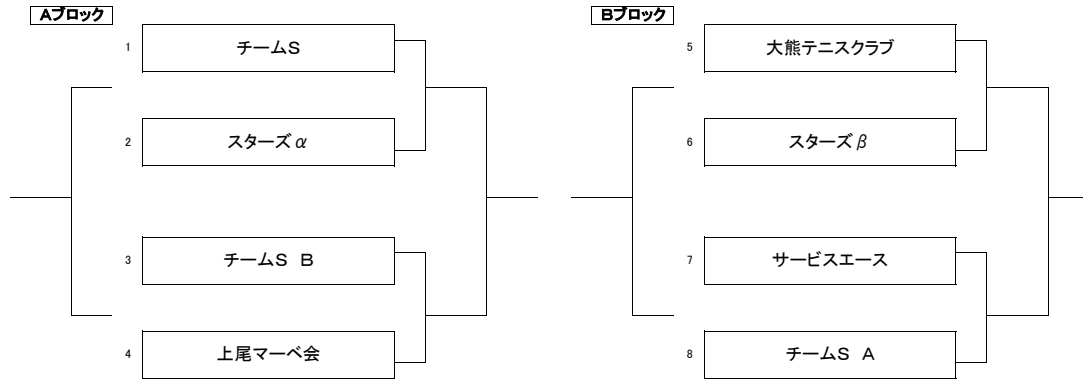 Aブロック
1 チームS
2 スターズα
3 チームS B
4 上尾マーベ会
Bブロック
5 大熊テニスクラブ
6 スターズβ
7 サービスエース
8 チームS A